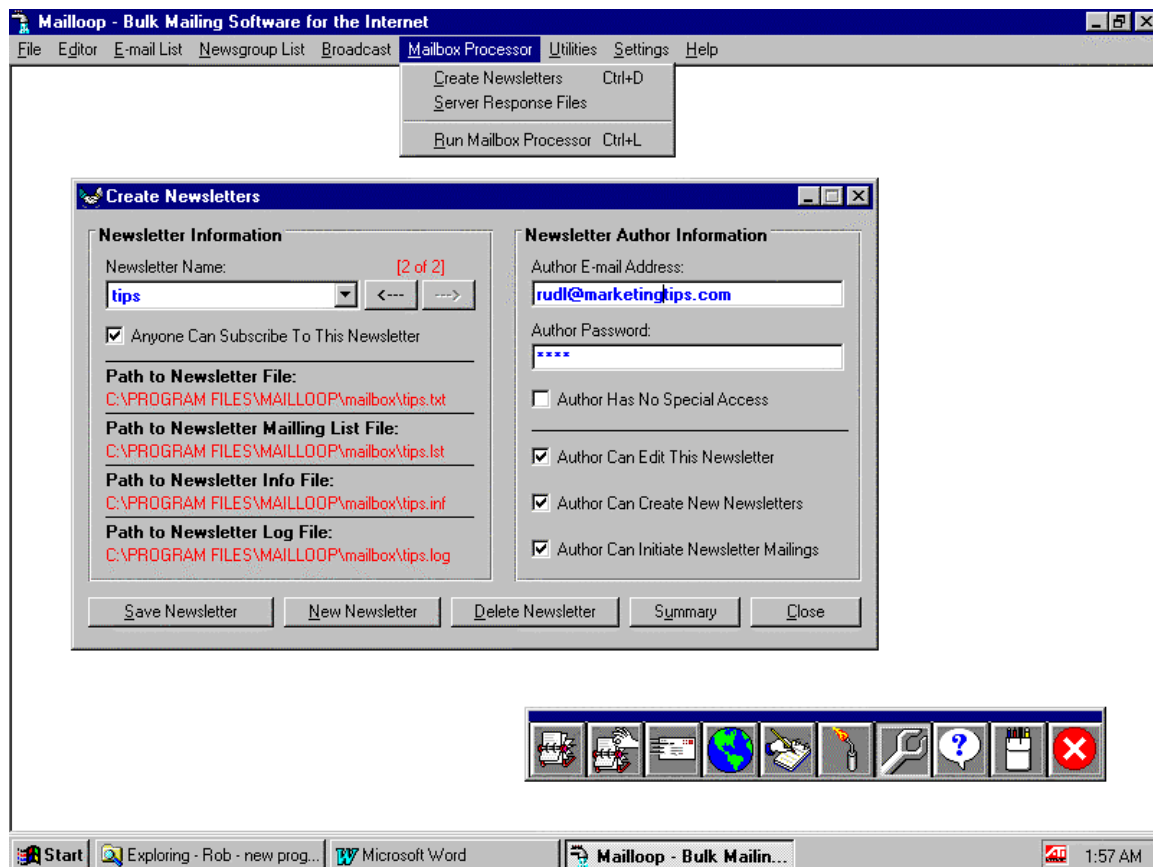 Mailloop - Bulk Mailing Software for the Internet
File Editor E-mail List Newsgroup List Broadcast Mailbox Processor Utilities Settings Help
Create Newsletters Ctrl+D
Server Response Files
Run Mailbox Processor Ctrl+L
Create Newsletters
Newsletter Information
Newsletter Name: [2 of 2]
tips <--- --->
Anyone Can Subscribe To This Newsletter
Path to Newsletter File:
C:\PROGRAM FILES\MAILLOOP\mailbox\tips.txt
Path to Newsletter Mailling List File:
C:\PROGRAM FILES\MAILLOOP\mailbox\tips.lst
Path to Newsletter Info File:
C:\PROGRAM FILES\MAILLOOP\mailbox\tips.inf
Path to Newsletter Log File:
C:\PROGRAM FILES\MAILLOOP\mailbox\tips.log
Newsletter Author Information
Author E-mail Address:
rudl@marketingtips.com
Author Password:
****
Author Has No Special Access
Author Can Edit This Newsletter
Author Can Create New Newsletters
Author Can Initiate Newsletter Mailings
Save Newsletter New Newsletter Delete Newsletter Summary Close
?
Start Exploring - Rob - new prog... Microsoft Word Mailloop - Bulk Mailin... 1:57 AM